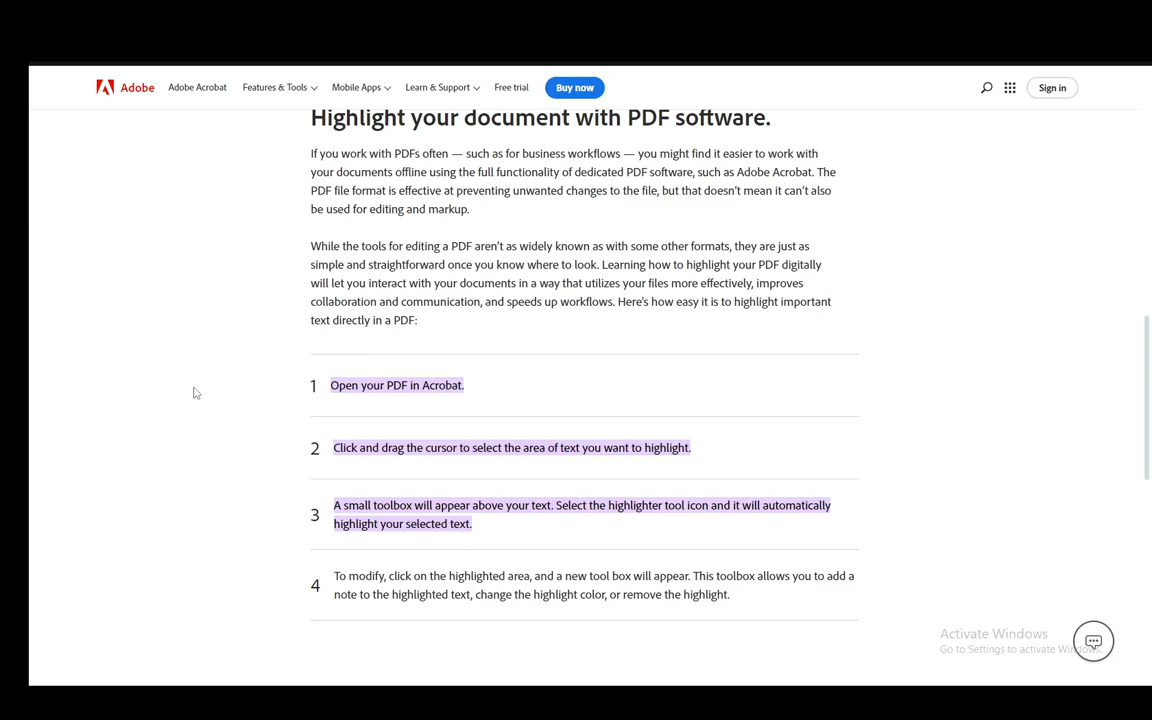 Adobe
Adobe Acrobat
Features & Tools
Mobile Apps
Learn & Support
Free trial
Buy now
Sign in
Highlight your document with PDF software.
If you work with PDFs often — such as for business workflows — you might find it easier to work with
your documents offline using the full functionality of dedicated PDF software, such as Adobe Acrobat. The
PDF file format is effective at preventing unwanted changes to the file, but that doesn't mean it can't also
be used for editing and markup.
While the tools for editing a PDF aren't as widely known as with some other formats, they are just as
simple and straightforward once you know where to look. Learning how to highlight your PDF digitally
will let you interact with your documents in a way that utilizes your files more effectively, improves
collaboration and communication, and speeds up workflows. Here's how easy it is to highlight important
text directly in a PDF:
1 Open your PDF in Acrobat.
2 Click and drag the cursor to select the area of text you want to highlight.
3 A small toolbox will appear above your text. Select the highlighter tool icon and it will automatically
highlight your selected text.
4 To modify, click on the highlighted area, and a new tool box will appear. This toolbox allows you to add a
note to the highlighted text, change the highlight color, or remove the highlight.
Activate Windows
Go to Settings to activate Windows.